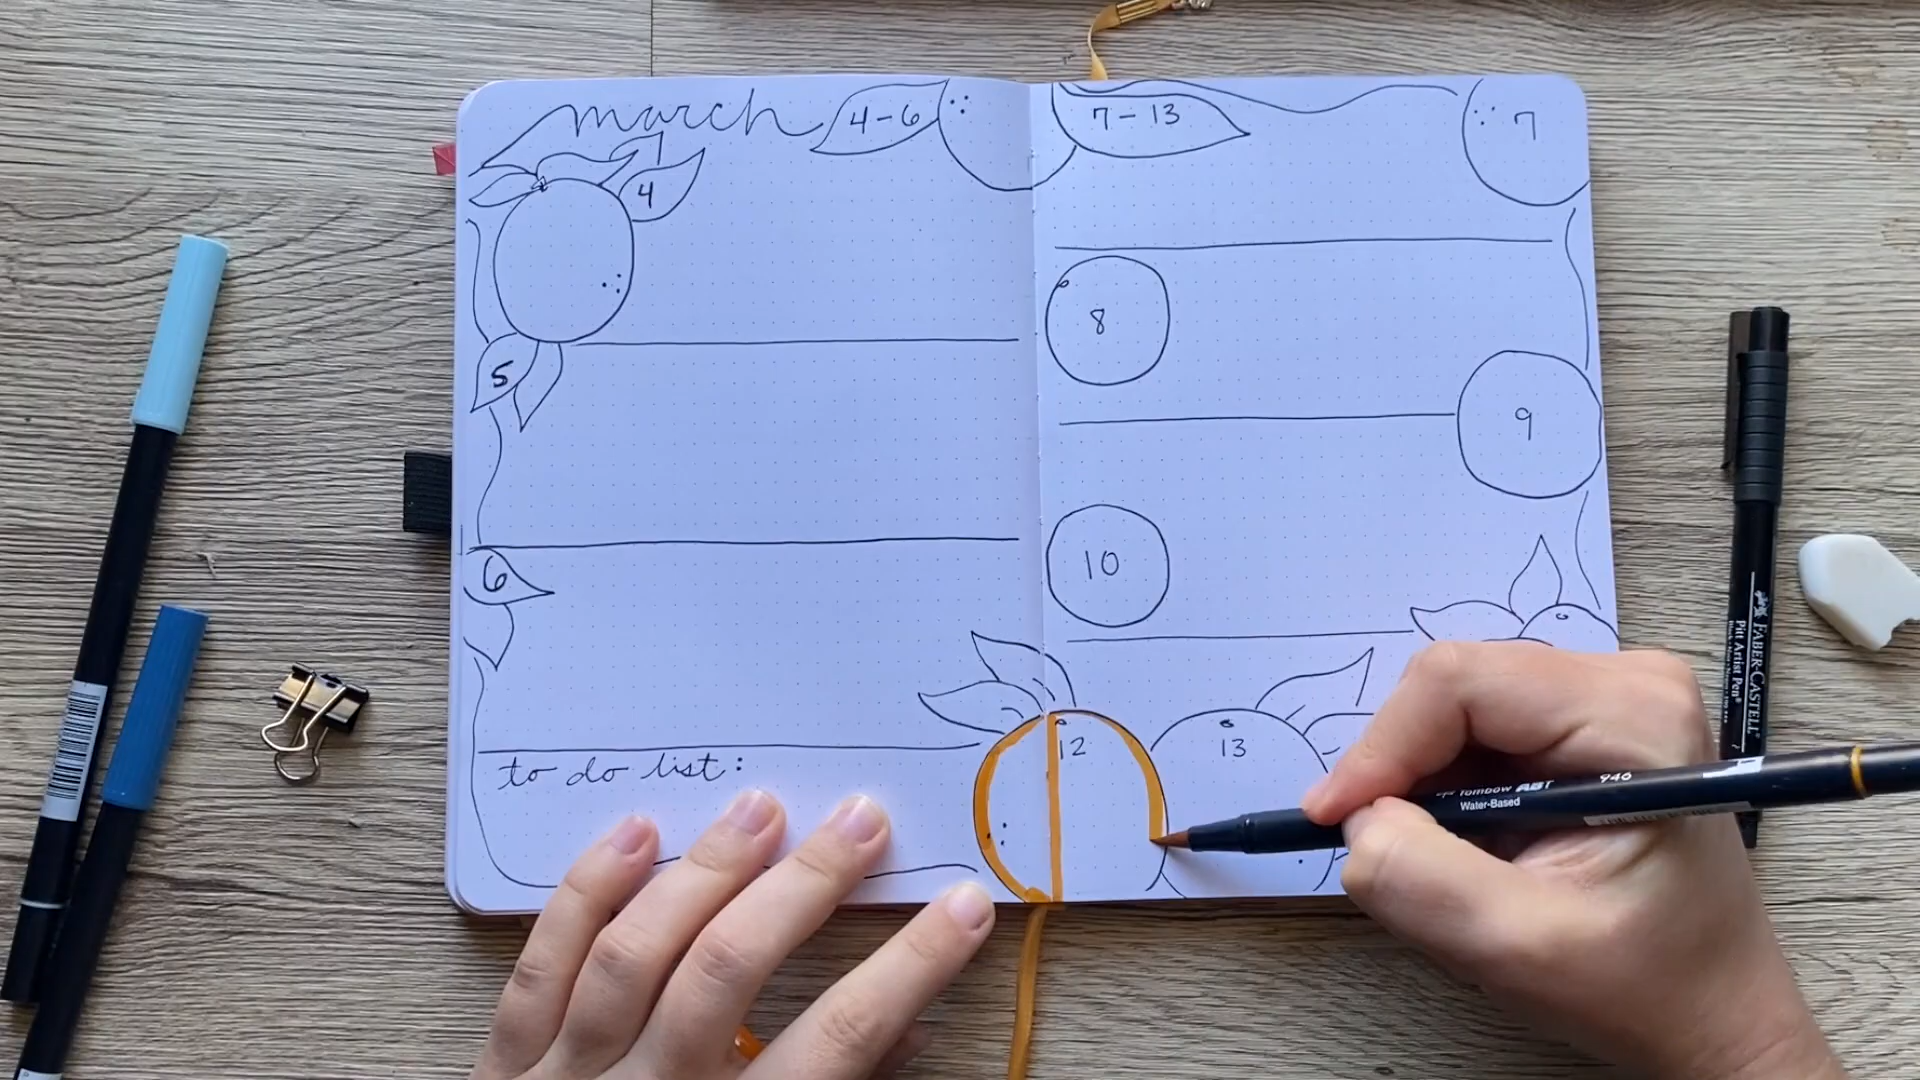 march
4-6
7-13
7
4
8
5
9
10
6
12
13
to do list:
946
Tombow ABT
Water-Based
FABER-CASTELL
Pitt Artist Pen